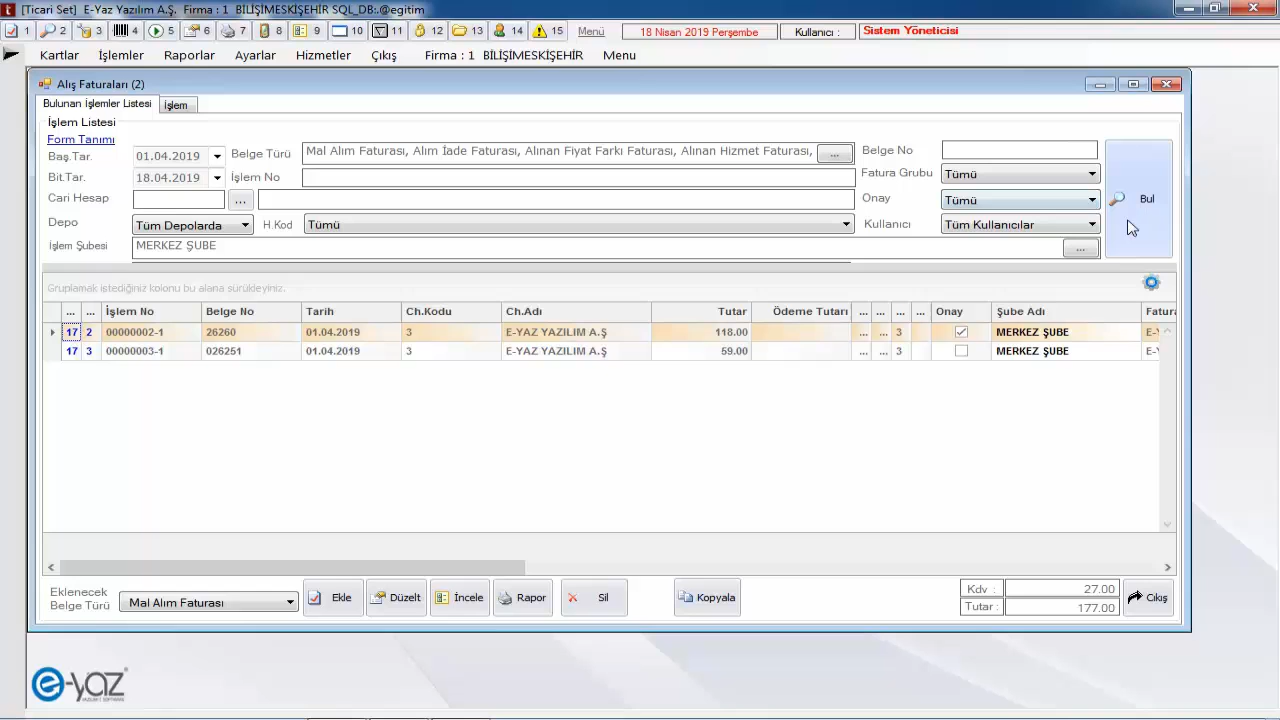 [Ticari Set] E-Yaz Yazılım A.Ş. Firma : 1 BİLİŞİMESKİŞEHİR SQL_DB:.@egitim
1 2 3 4 5 6 7 8 9 10 11 12 13 14 15 Menü 18 Nisan 2019 Perşembe Kullanıcı : Sistem Yöneticisi
Kartlar İşlemler Raporlar Ayarlar Hizmetler Çıkış Firma : 1 BİLİŞİMESKİŞEHİR Menu
Alış Faturaları (2)
Bulunan İşlemler Listesi İşlem
İşlem Listesi
Form Tanımı
Baş.Tar. 01.04.2019 Belge Türü Mal Alım Faturası, Alım İade Faturası, Alınan Fiyat Farkı Faturası, Alınan Hizmet Faturası, ... Belge No
Bit.Tar. 18.04.2019 İşlem No Fatura Grubu Tümü
Cari Hesap ... Onay Tümü Bul
Depo Tüm Depolarda H.Kod Tümü Kullanıcı Tüm Kullanıcılar
İşlem Şubesi MERKEZ ŞUBE ...
Gruplamak istediğiniz kolonu bu alana sürükleyiniz.
... ... İşlem No Belge No Tarih Ch.Kodu Ch.Adı Tutar Ödeme Tutarı ... ... ... ... Onay Şube Adı Fatura
17 2 00000002-1 26260 01.04.2019 3 E-YAZ YAZILIM A.Ş 118.00 ... ... 3 MERKEZ ŞUBE E-Y
17 3 00000003-1 026251 01.04.2019 3 E-YAZ YAZILIM A.Ş 59.00 ... ... 3 MERKEZ ŞUBE E-Y
Eklenecek
Belge Türü Mal Alım Faturası Ekle Düzelt İncele Rapor Sil Kopyala
Kdv : 27.00
Tutar : 177.00
Çıkış
e-yaz
YAZILIM | SOFTWARE